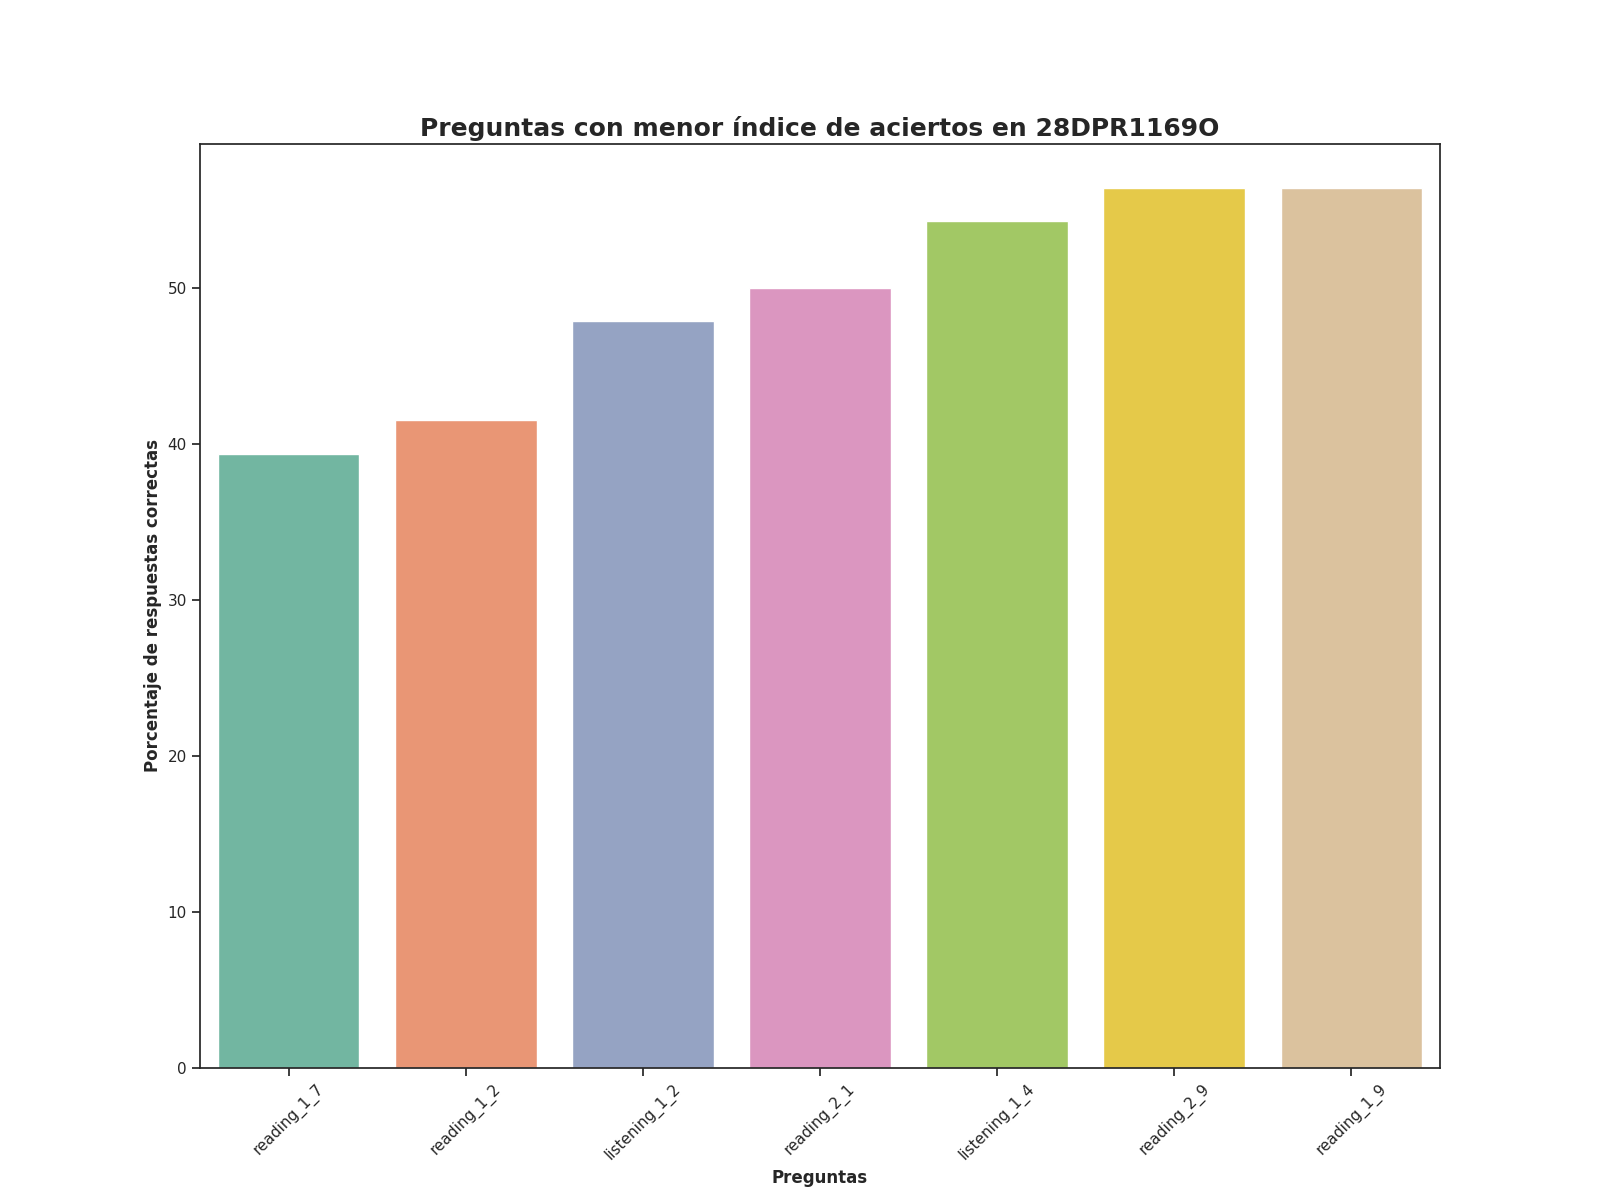 Preguntas con menor índice de aciertos en 28DPR1169O
Porcentaje de respuestas correctas
50
40
30
20
10
0
reading_1_7
reading_1_2
listening_1_2
reading_2_1
listening_1_4
reading_2_9
reading_1_9
Preguntas